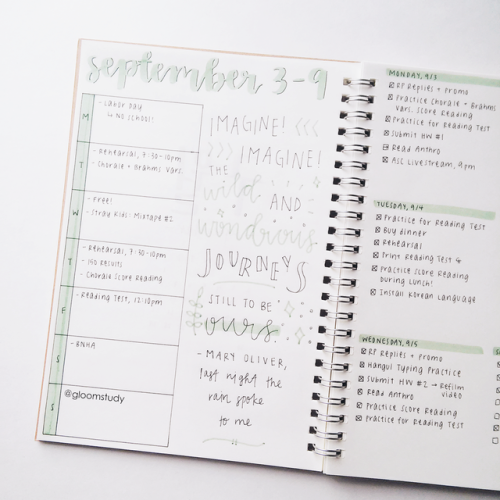 september 3-9
M
- Labor Day
↳ NO SCHOOL!
T
- Rehearsal, 7:30-10pm
- Chorale + Brahms Vars.
W
- Free!
- Stray Kids: Mixtape #2
T
- Rehearsal, 7:30-10pm
- Results
- Chorale Score Reading
F
- Reading Test, 12:10pm
S
- BNHA
S
@gloomstudy
IMAGINE!
IMAGINE!
THE
wild AND
wondrous
JOURNEYS
STILL TO BE
ours.
- MARY OLIVER,
last night the
rain spoke
to me
MONDAY, 9/3
RP Replies + Promo
Practice Chorale + Brahms
Vars. Score Reading
Practice for Reading Test
Submit HW #1
Read Anthro
ASC Livestream, 9pm
TUESDAY, 9/4
Practice for Reading Test
Buy dinner
Rehearsal
Print Reading Test 4
Practice Score Reading
during lunch!
Install Korean Language
WEDNESDAY, 9/5
RP Replies + Promo
Hangul Typing Practice
Submit HW #2 → Refilm
video
Read Anthro
Practice Score Reading
Practice for Reading Test